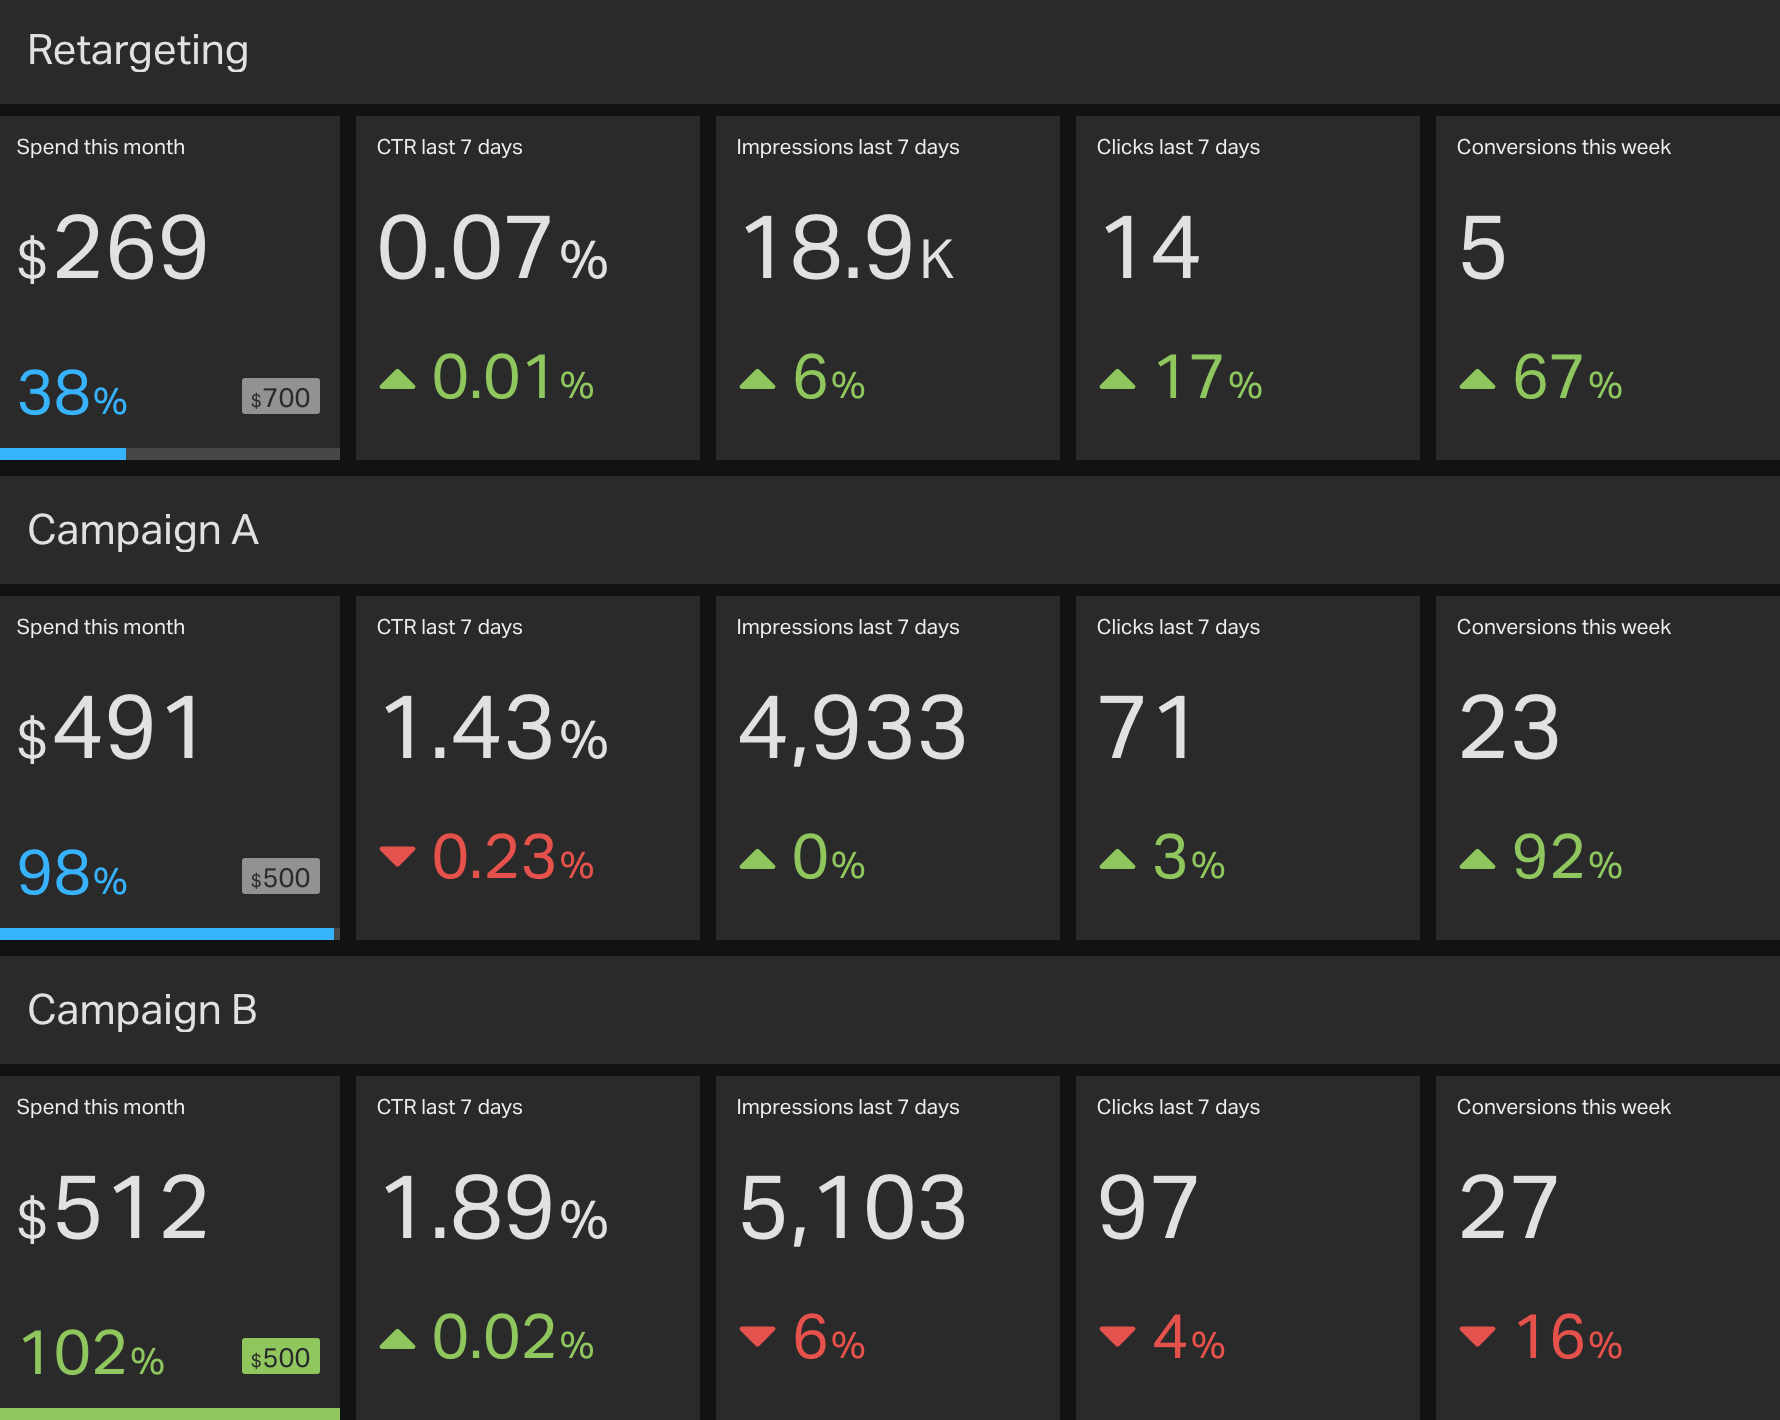 Retargeting
Spend this month
$269
38%
$700
CTR last 7 days
0.07%
0.01%
Impressions last 7 days
18.9K
6%
Clicks last 7 days
14
17%
Conversions this week
5
67%
Campaign A
Spend this month
$491
98%
$500
CTR last 7 days
1.43%
0.23%
Impressions last 7 days
4,933
0%
Clicks last 7 days
71
3%
Conversions this week
23
92%
Campaign B
Spend this month
$512
102%
$500
CTR last 7 days
1.89%
0.02%
Impressions last 7 days
5,103
6%
Clicks last 7 days
97
4%
Conversions this week
27
16%